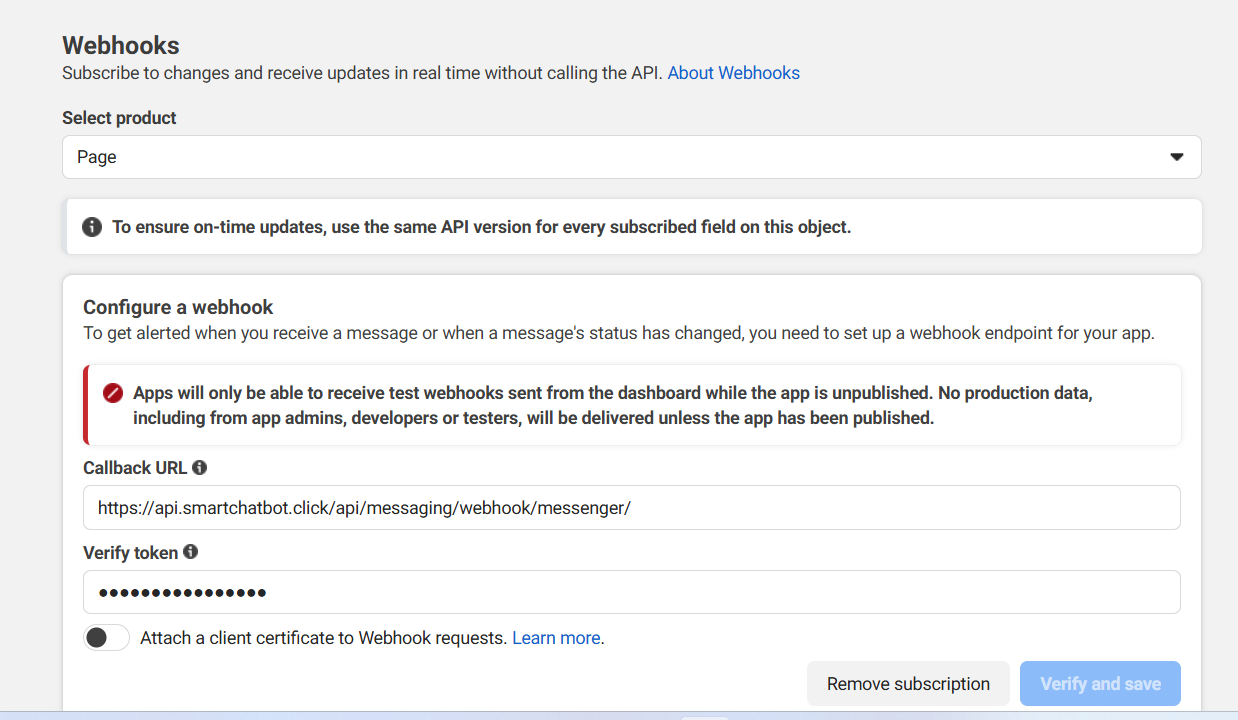 Webhooks
Subscribe to changes and receive updates in real time without calling the API. About Webhooks
Select product
Page
To ensure on-time updates, use the same API version for every subscribed field on this object.
Configure a webhook
To get alerted when you receive a message or when a message's status has changed, you need to set up a webhook endpoint for your app.
Apps will only be able to receive test webhooks sent from the dashboard while the app is unpublished. No production data,
including from app admins, developers or testers, will be delivered unless the app has been published.
Callback URL
https://api.smartchatbot.click/api/messaging/webhook/messenger/
Verify token
••••••••••••••••
Attach a client certificate to Webhook requests. Learn more.
Remove subscription
Verify and save